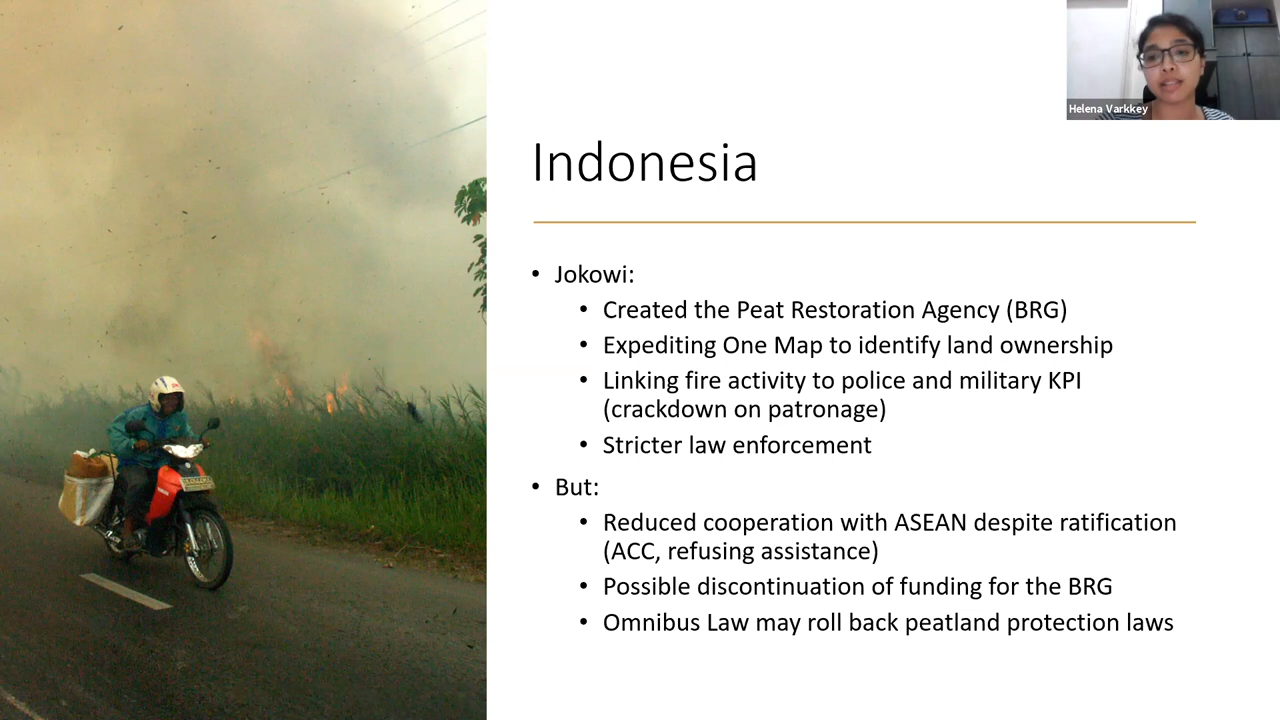 Helena Varkkey
Indonesia
• Jokowi:
• Created the Peat Restoration Agency (BRG)
• Expediting One Map to identify land ownership
• Linking fire activity to police and military KPI
(crackdown on patronage)
• Stricter law enforcement
• But:
• Reduced cooperation with ASEAN despite ratification
(ACC, refusing assistance)
• Possible discontinuation of funding for the BRG
• Omnibus Law may roll back peatland protection laws